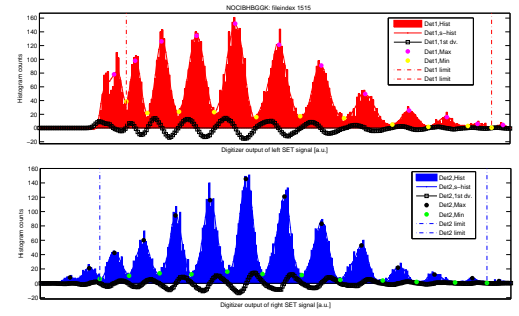 NOCIBHBGGK: fileindex 1515
Histogram counts
160
140
120
100
80
60
40
20
0
−20
Det1,Hist
Det1,s−hist
Det1,1st dv.
Det1,Max
Det1,Min
Det1 limit
Det1 limit
Digitizer output of left SET signal [a.u.]
Histogram counts
160
140
120
100
80
60
40
20
0
−20
Det2,Hist
Det2,s−hist
Det2,1st dv.
Det2,Max
Det2,Min
Det2 limit
Det2 limit
Digitizer output of right SET signal [a.u.]